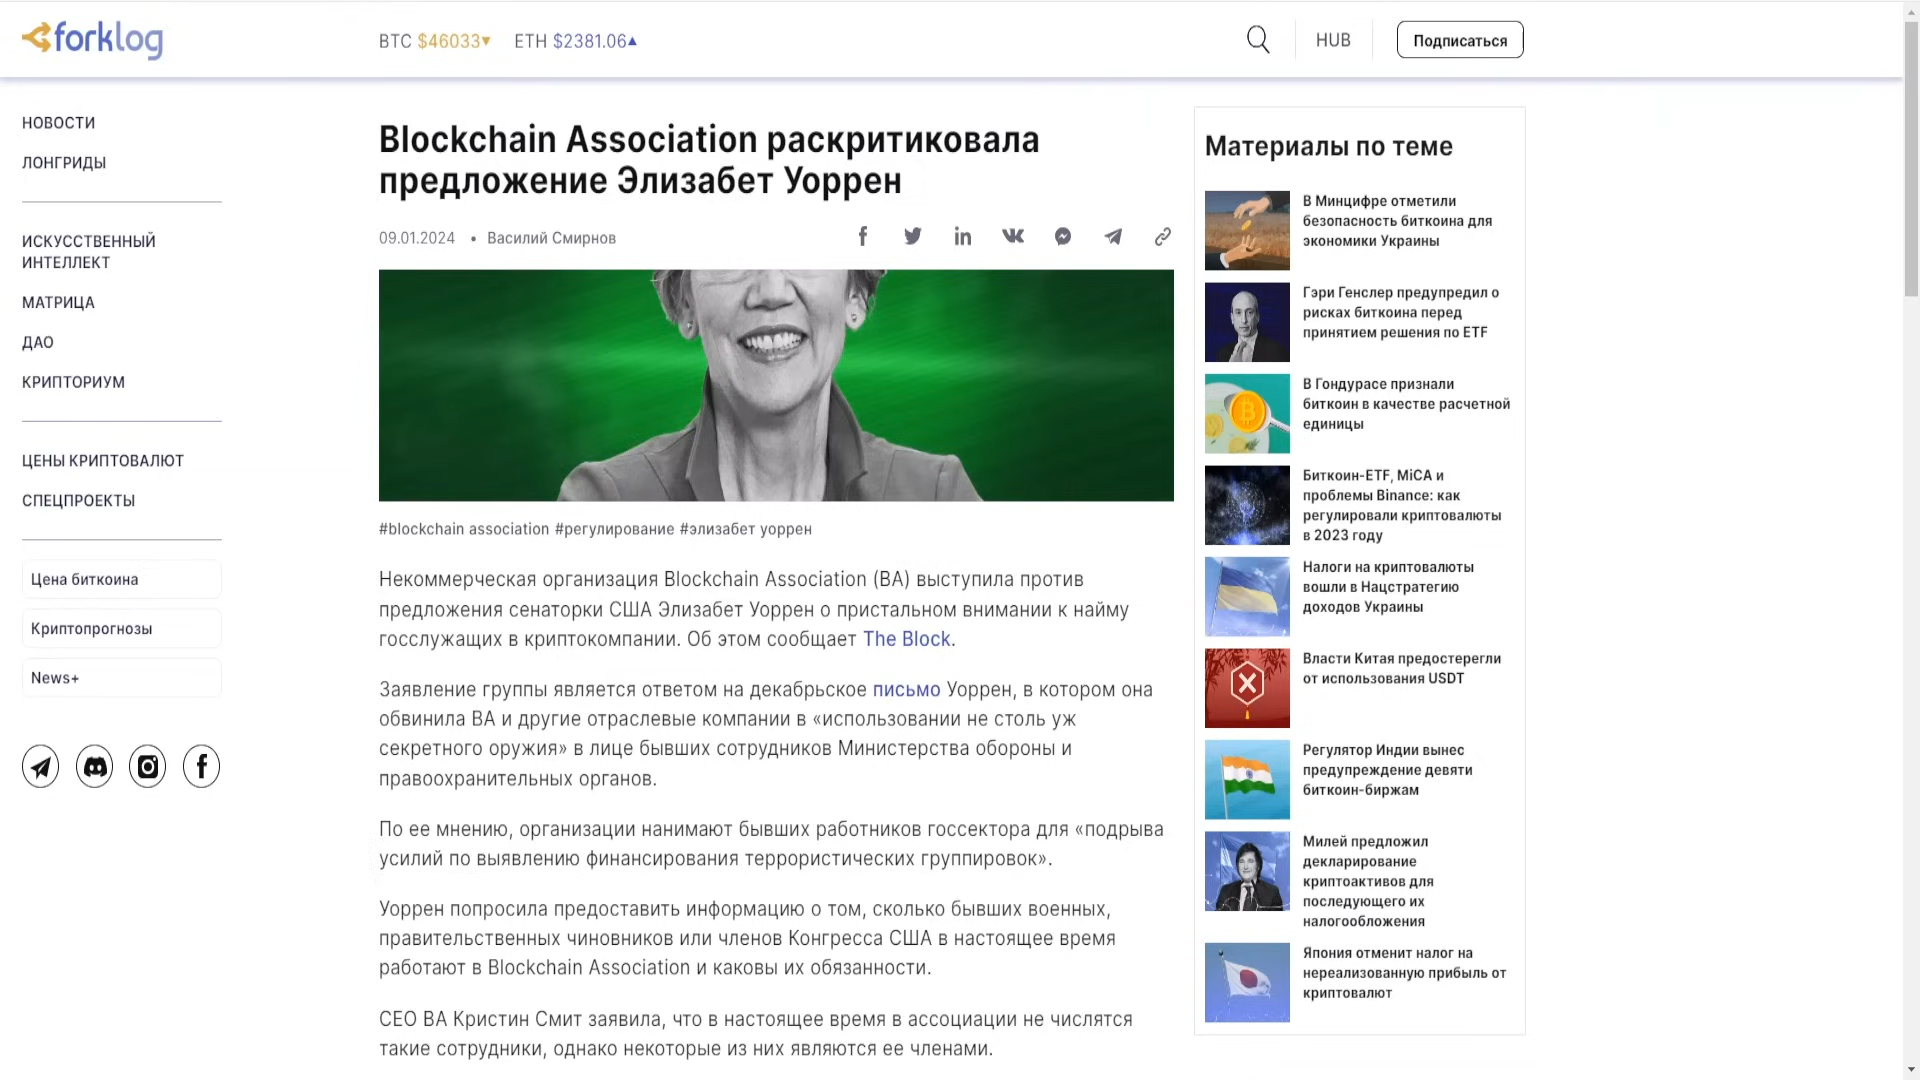 forklog
BTC $46033▼ ETH $2381.06▲
HUB
Подписаться
НОВОСТИ
ЛОНГРИДЫ
ИСКУССТВЕННЫЙ
ИНТЕЛЛЕКТ
МАТРИЦА
ДАО
КРИПТОРИУМ
ЦЕНЫ КРИПТОВАЛЮТ
СПЕЦПРОЕКТЫ
Цена биткоина
Криптопрогнозы
News+
Blockchain Association раскритиковала
предложение Элизабет Уоррен
09.01.2024 • Василий Смирнов
#blockchain association #регулирование #элизабет уоррен
Некоммерческая организация Blockchain Association (BA) выступила против
предложения сенаторки США Элизабет Уоррен о пристальном внимании к найму
госслужащих в криптокомпании. Об этом сообщает The Block.
Заявление группы является ответом на декабрьское письмо Уоррен, в котором она
обвинила BA и другие отраслевые компании в «использовании не столь уж
секретного оружия» в лице бывших сотрудников Министерства обороны и
правоохранительных органов.
По ее мнению, организации нанимают бывших работников госсектора для «подрыва
усилий по выявлению финансирования террористических группировок».
Уоррен попросила предоставить информацию о том, сколько бывших военных,
правительственных чиновников или членов Конгресса США в настоящее время
работают в Blockchain Association и каковы их обязанности.
CEO BA Кристин Смит заявила, что в настоящее время в ассоциации не числятся
такие сотрудники, однако некоторые из них являются ее членами.
Материалы по теме
В Минцифре отметили
безопасность биткоина для
экономики Украины
Гэри Генслер предупредил о
рисках биткоина перед
принятием решения по ETF
В Гондурасе признали
биткоин в качестве расчетной
единицы
Биткоин-ETF, MiCA и
проблемы Binance: как
регулировали криптовалюты
в 2023 году
Налоги на криптовалюты
вошли в Нацстратегию
доходов Украины
Власти Китая предостерегли
от использования USDT
Регулятор Индии вынес
предупреждение девяти
биткоин-биржам
Милей предложил
декларирование
криптоактивов для
последующего их
налогообложения
Япония отменит налог на
нереализованную прибыль от
криптовалют